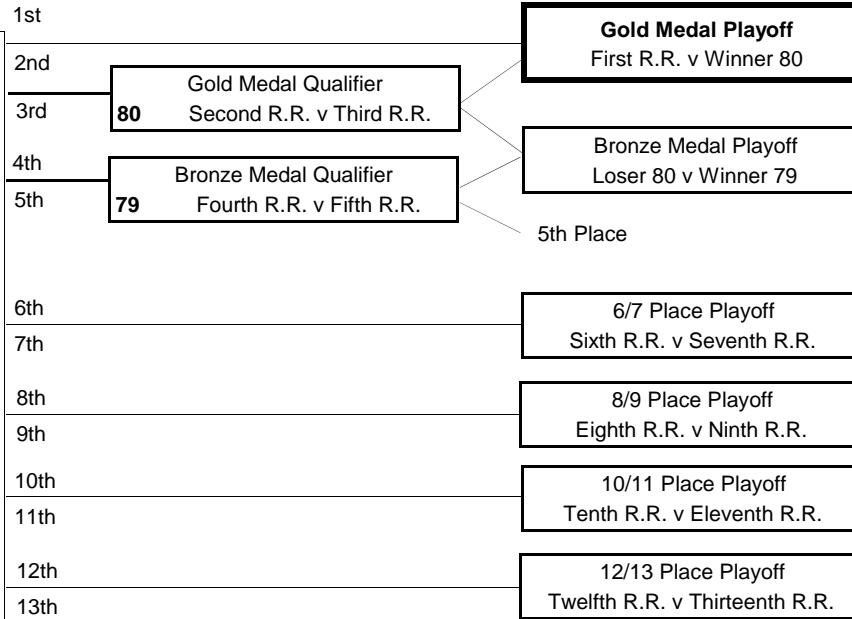 1st
Gold Medal Playoff
First R.R. v Winner 80
2nd
Gold Medal Qualifier
3rd
80 Second R.R. v Third R.R.
Bronze Medal Playoff
Loser 80 v Winner 79
4th
Bronze Medal Qualifier
5th
79 Fourth R.R. v Fifth R.R.
5th Place
6th
6/7 Place Playoff
7th
Sixth R.R. v Seventh R.R.
8th
8/9 Place Playoff
9th
Eighth R.R. v Ninth R.R.
10th
10/11 Place Playoff
11th
Tenth R.R. v Eleventh R.R.
12th
12/13 Place Playoff
13th
Twelfth R.R. v Thirteenth R.R.